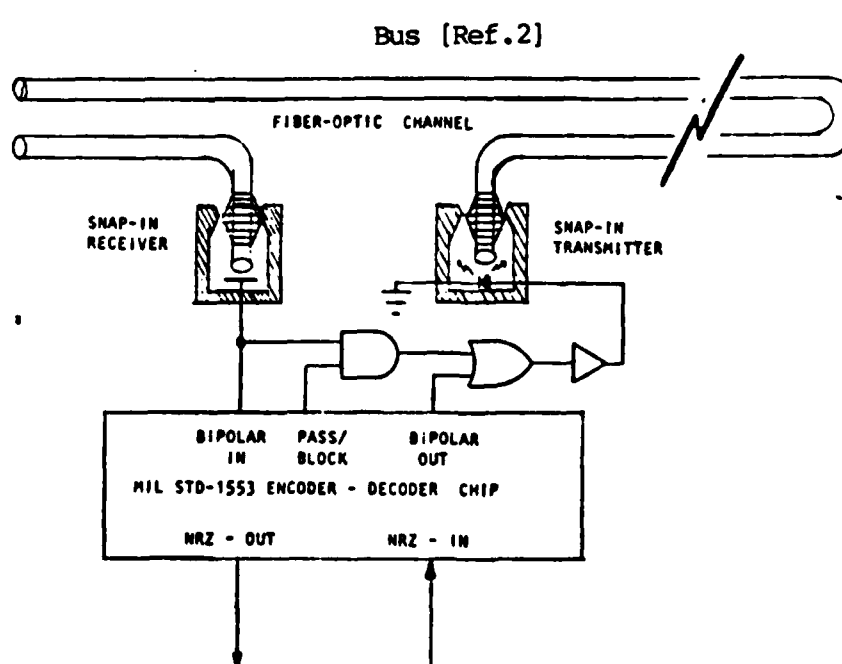 Bus [Ref.2]
FIBER-OPTIC CHANNEL
SNAP-IN
RECEIVER
SNAP-IN
TRANSMITTER
BIPOLAR PASS/ BIPOLAR
IN BLOCK OUT
MIL STD-1553 ENCODER - DECODER CHIP
NRZ - OUT NRZ - IN